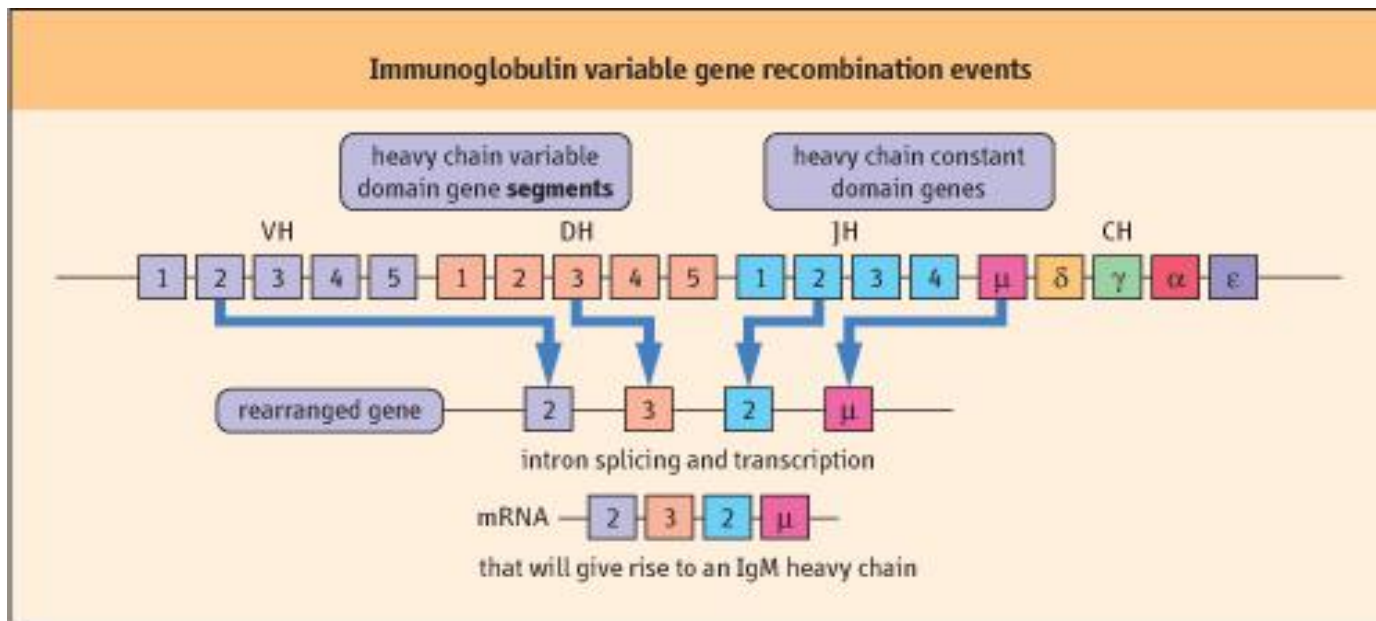 Immunoglobulin variable gene recombination events
heavy chain variable
domain gene segments
heavy chain constant
domain genes
VH DH JH CH
1 2 3 4 5 1 2 3 4 5 1 2 3 4 μ δ γ α ε
rearranged gene 2 3 2 μ
intron splicing and transcription
mRNA 2 3 2 μ
that will give rise to an IgM heavy chain